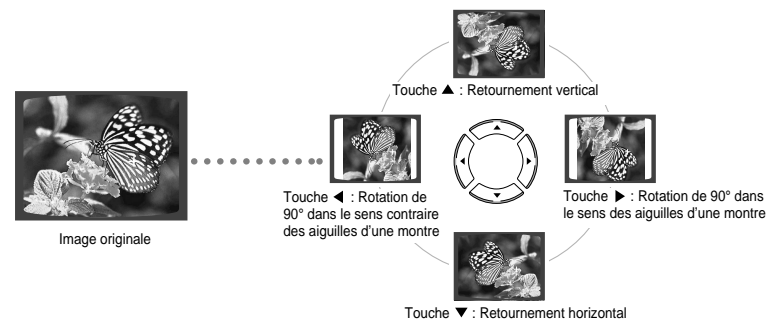 Touche ▲ : Retournement vertical
Touche ◀ : Rotation de
90° dans le sens contraire
des aiguilles d'une montre
Touche ▶ : Rotation de 90° dans
le sens des aiguilles d'une montre
Image originale
Touche ▼ : Retournement horizontal